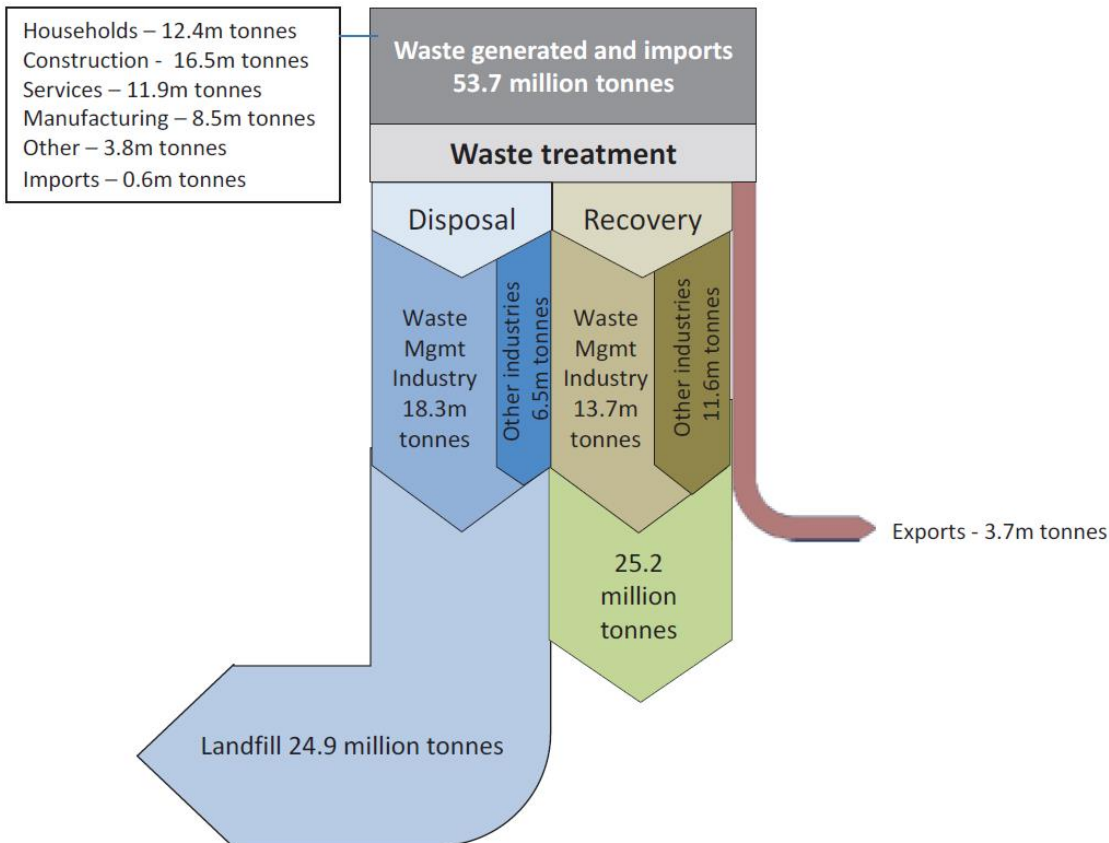 Households – 12.4m tonnes
Construction - 16.5m tonnes
Services – 11.9m tonnes
Manufacturing – 8.5m tonnes
Other – 3.8m tonnes
Imports – 0.6m tonnes
Waste generated and imports
53.7 million tonnes
Waste treatment
Disposal
Recovery
Waste
Mgmt
Industry
18.3m
tonnes
Other industries
6.5m tonnes
Waste
Mgmt
Industry
13.7m
tonnes
Other industries
11.6m tonnes
Exports - 3.7m tonnes
25.2
million
tonnes
Landfill 24.9 million tonnes